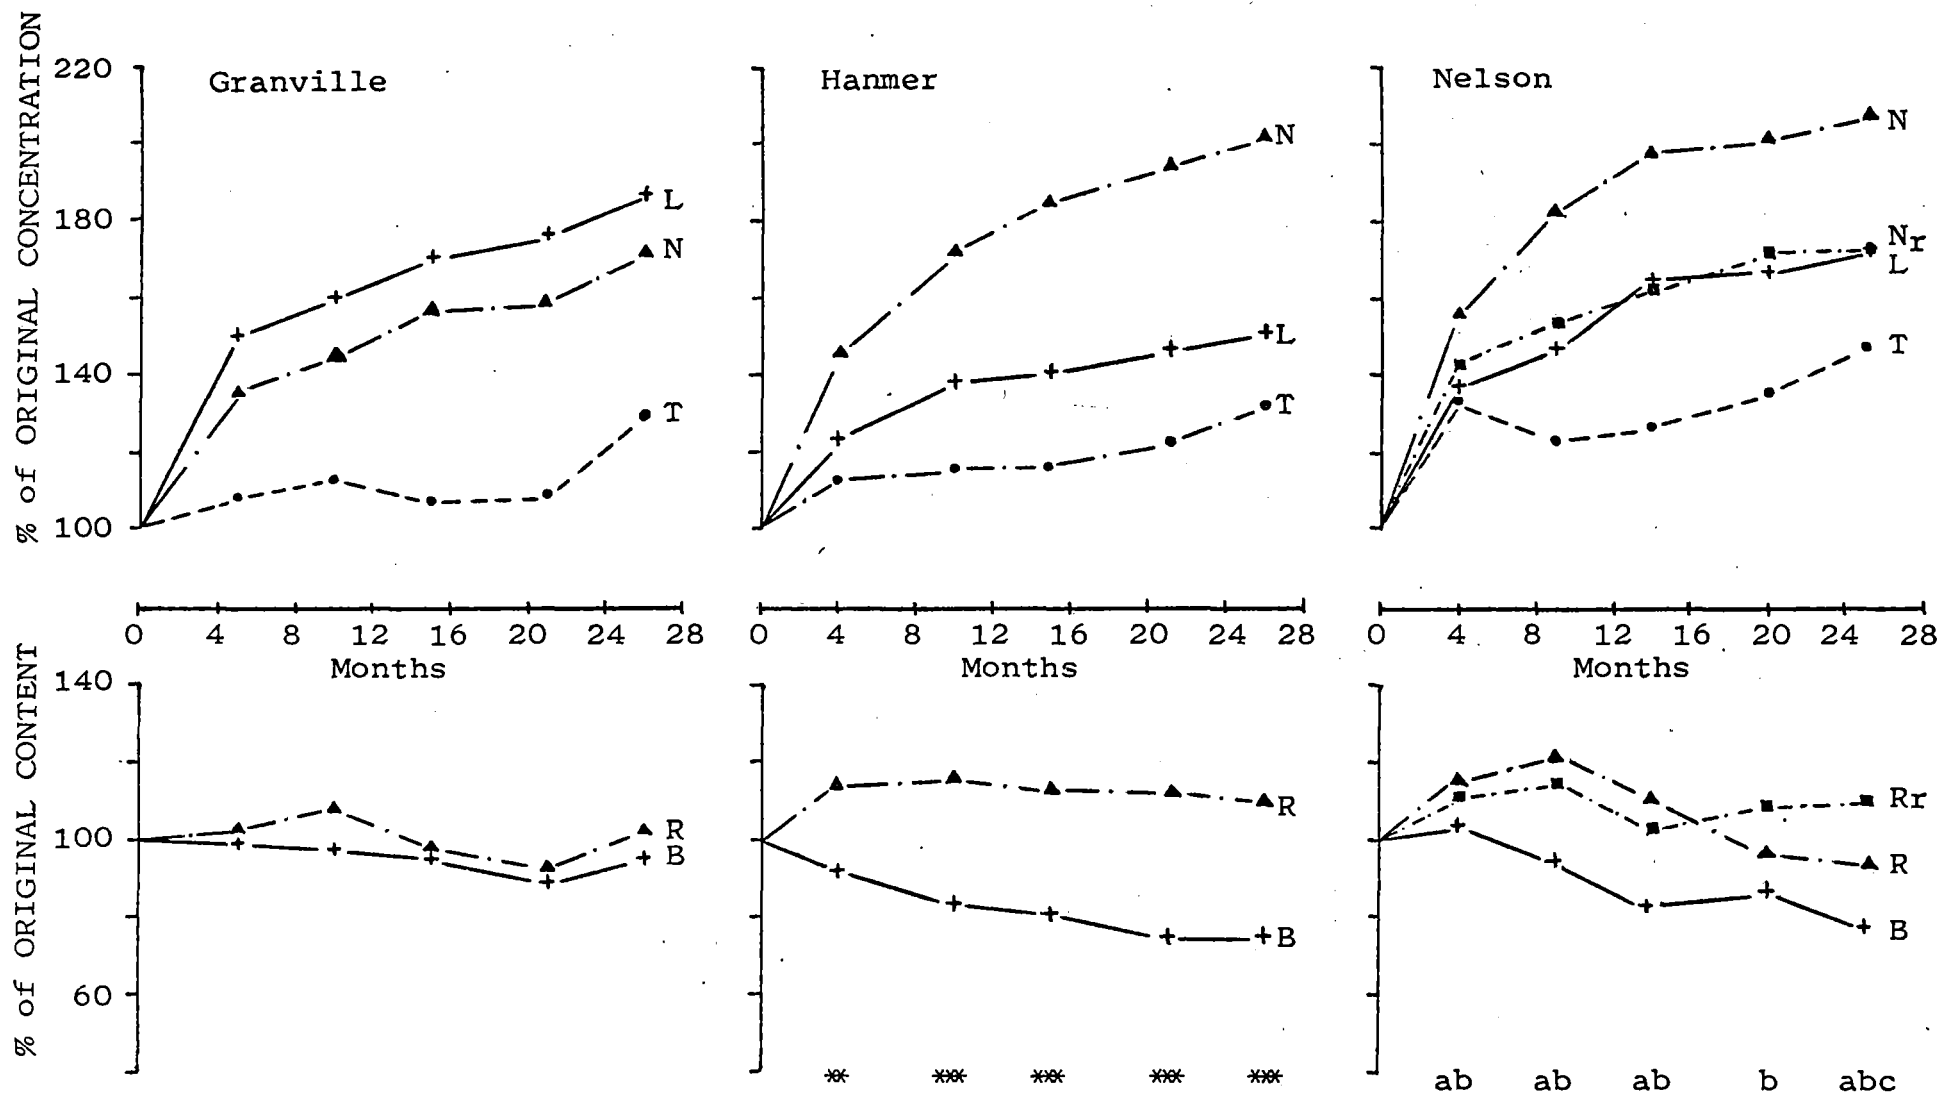 % of ORIGINAL CONCENTRATION
220
180
140
100
Granville
L
N
T
Hanmer
N
L
T
Nelson
N
Nr
L
T
0 4 8 12 16 20 24 28
Months
0 4 8 12 16 20 24 28
Months
0 4 8 12 16 20 24 28
Months
% of ORIGINAL CONTENT
140
100
60
R
B
R
B
** *** *** *** ***
Rr
R
B
ab ab ab b abc